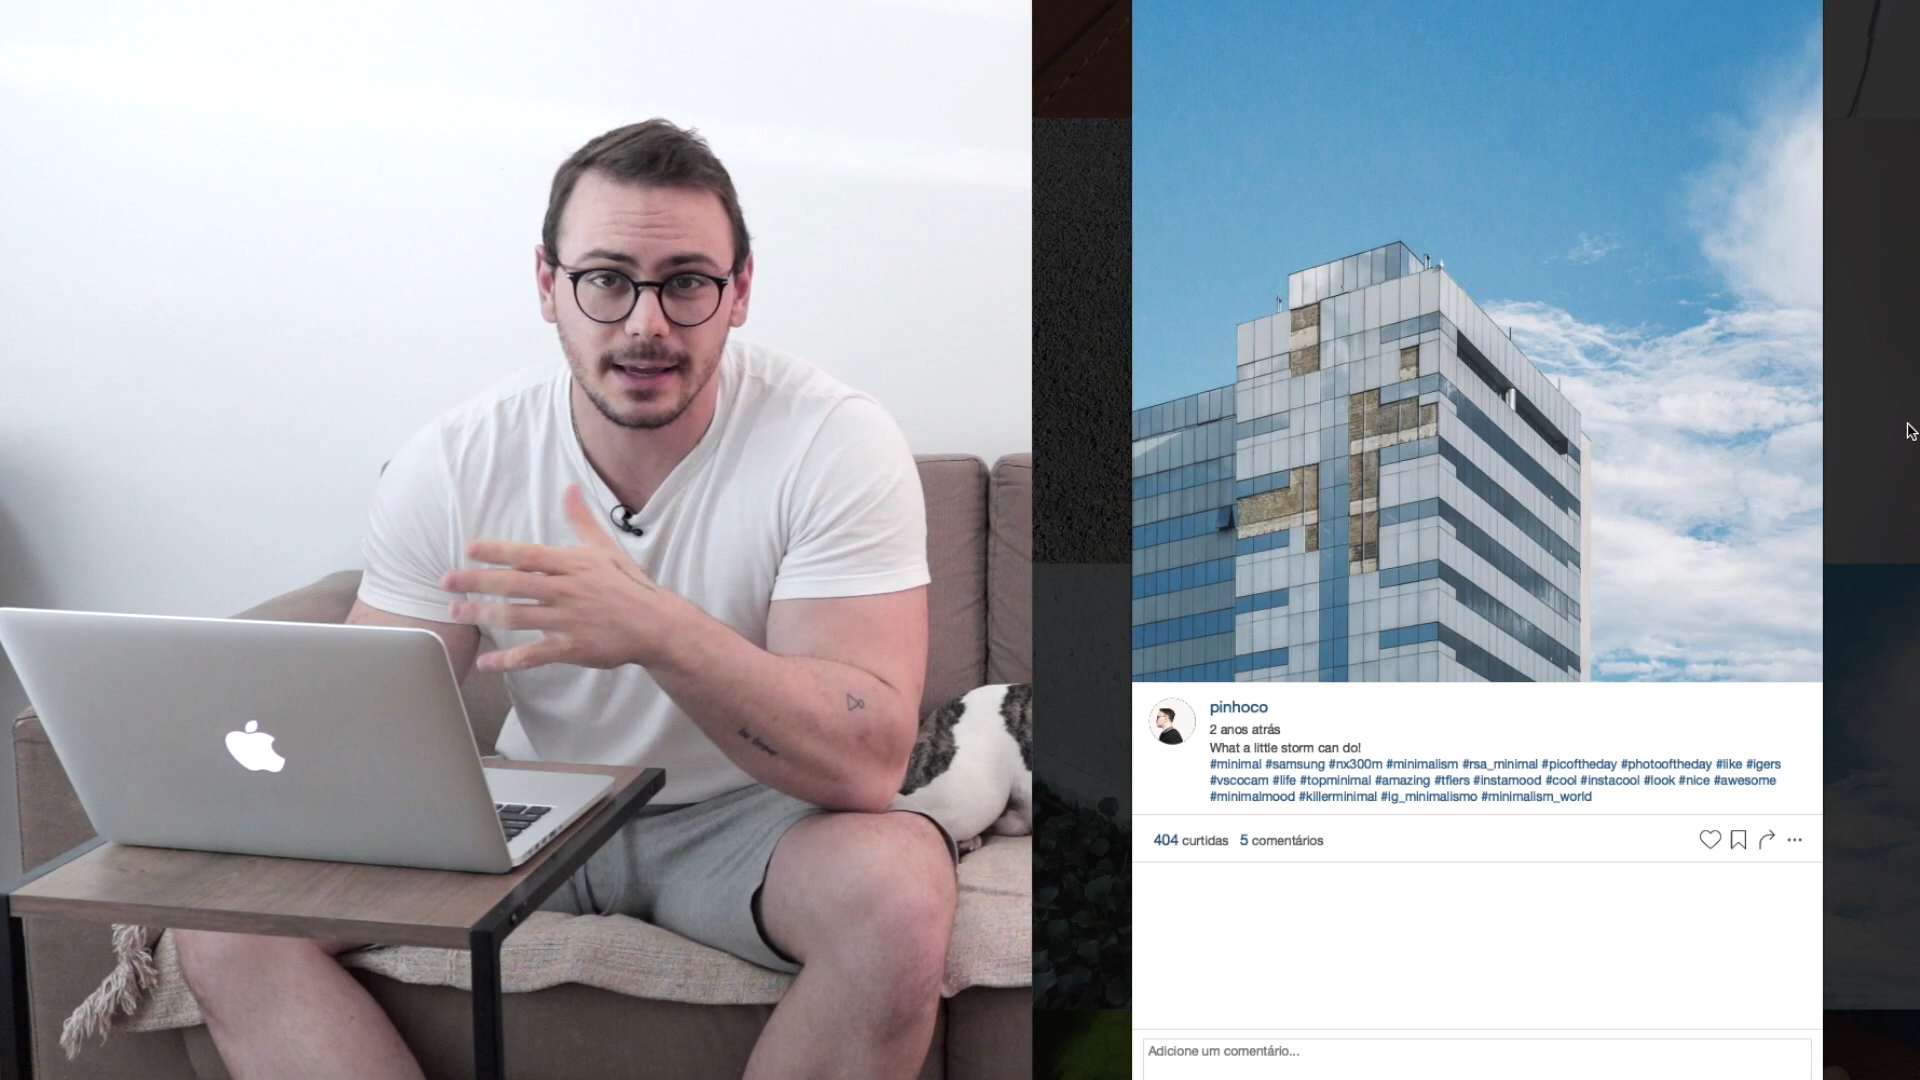 pinhoco
2 anos atrás
What a little storm can do!
#minimal #samsung #nx300m #minimalism #rsa_minimal #picoftheday #photooftheday #like #igers
#vscocam #life #topminimal #amazing #tfiers #instamood #cool #instacool #look #nice #awesome
#minimalmood #killerminimal #ig_minimalismo #minimalism_world
404 curtidas 5 comentários
Adicione um comentário...